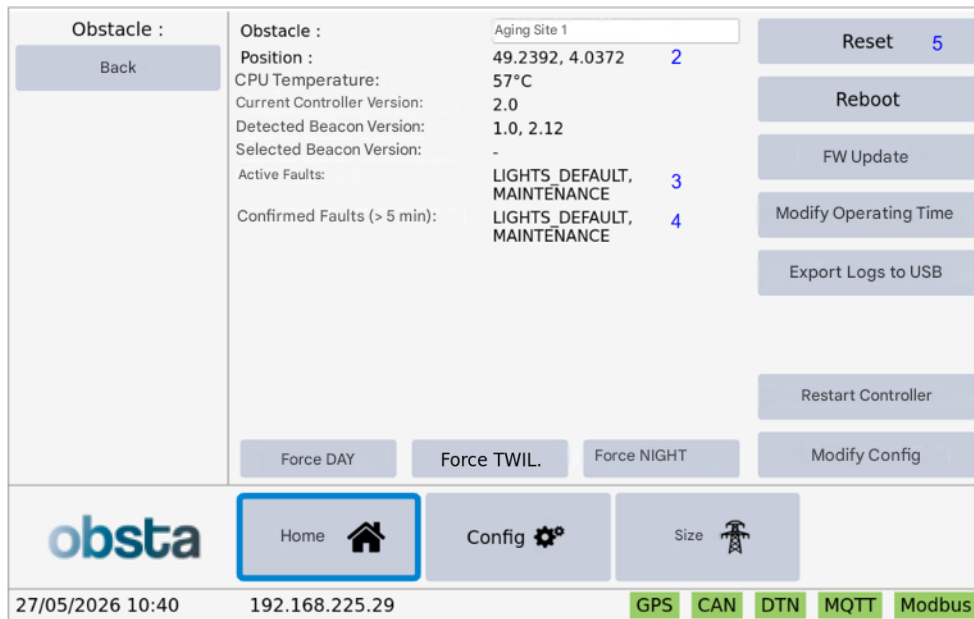 Obstacle :
Back
Obstacle : Aging Site 1
Position : 49.2392, 4.0372 2
CPU Temperature: 57°C
Current Controller Version: 2.0
Detected Beacon Version: 1.0, 2.12
Selected Beacon Version: -
Active Faults: LIGHTS_DEFAULT, MAINTENANCE 3
Confirmed Faults (> 5 min): LIGHTS_DEFAULT, MAINTENANCE 4
Reset 5
Reboot
FW Update
Modify Operating Time
Export Logs to USB
Restart Controller
Modify Config
Force DAY Force TWIL. Force NIGHT
obsta
Home Config Size
27/05/2026 10:40 192.168.225.29 GPS CAN DTN MQTT Modbus